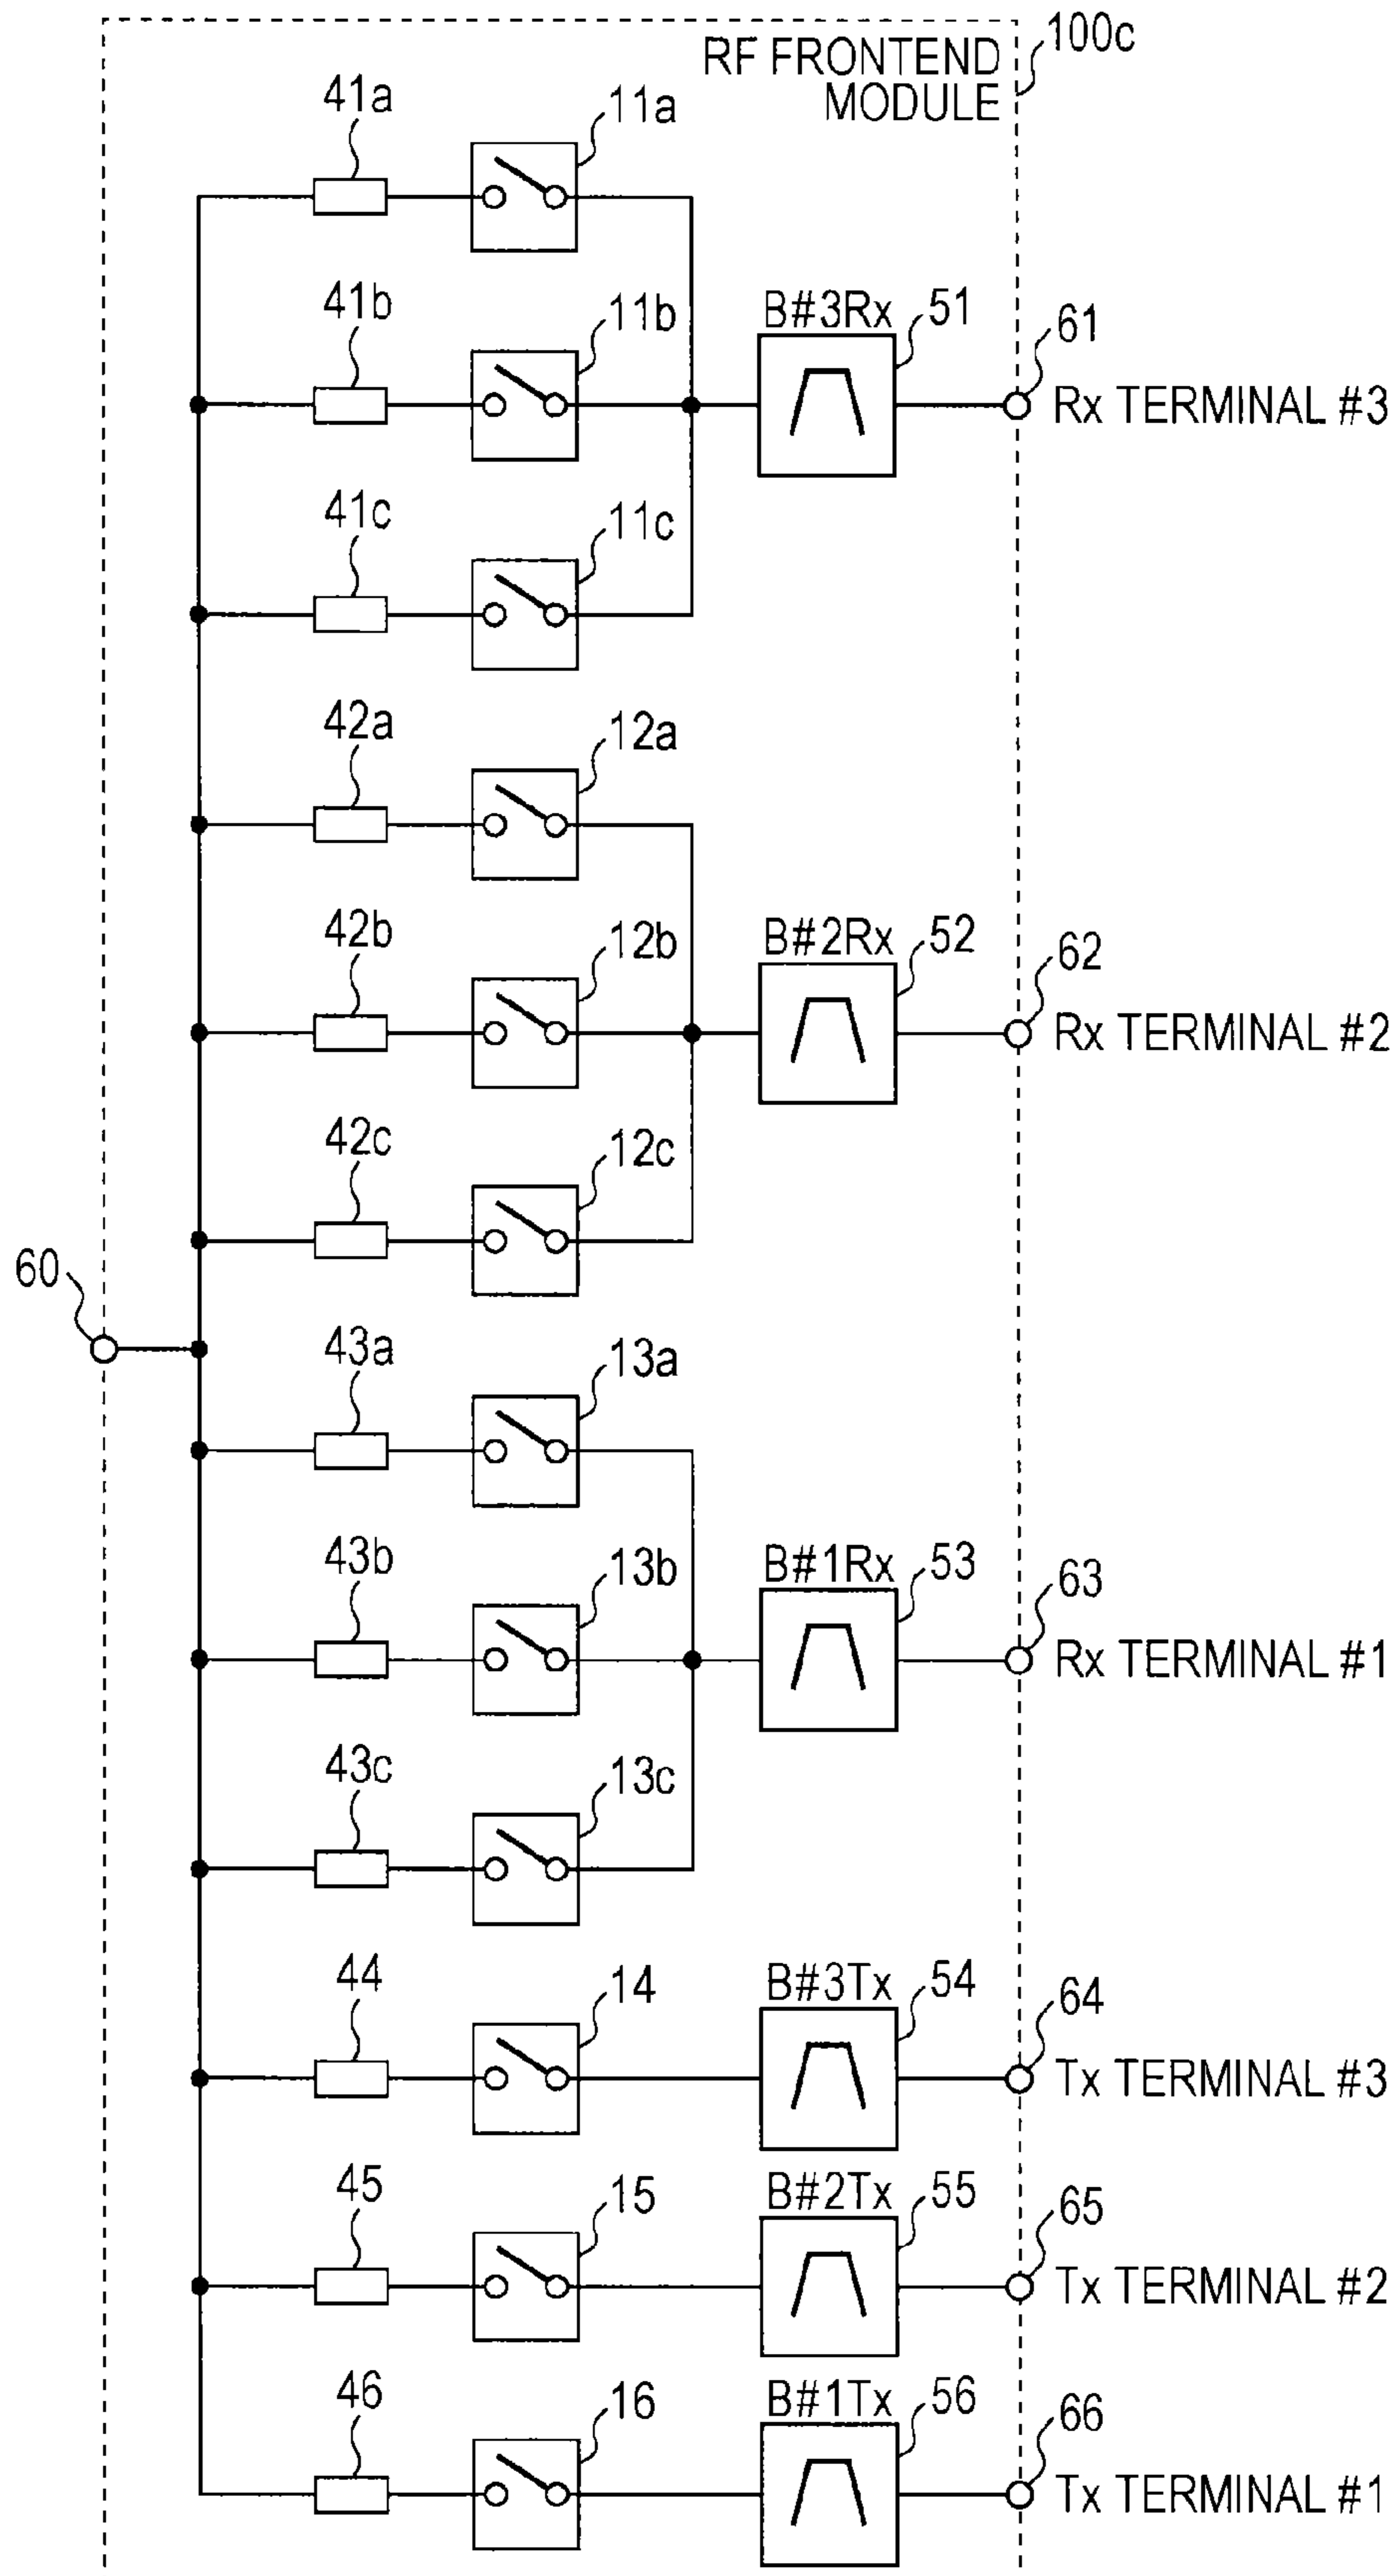 RF FRONTEND
MODULE
100c
41a
11a
41b
11b
B#3Rx
51
61
Rx TERMINAL #3
41c
11c
42a
12a
42b
12b
B#2Rx
52
62
Rx TERMINAL #2
42c
12c
60
43a
13a
43b
13b
B#1Rx
53
63
Rx TERMINAL #1
43c
13c
44
14
B#3Tx
54
64
Tx TERMINAL #3
45
15
B#2Tx
55
65
Tx TERMINAL #2
46
16
B#1Tx
56
66
Tx TERMINAL #1